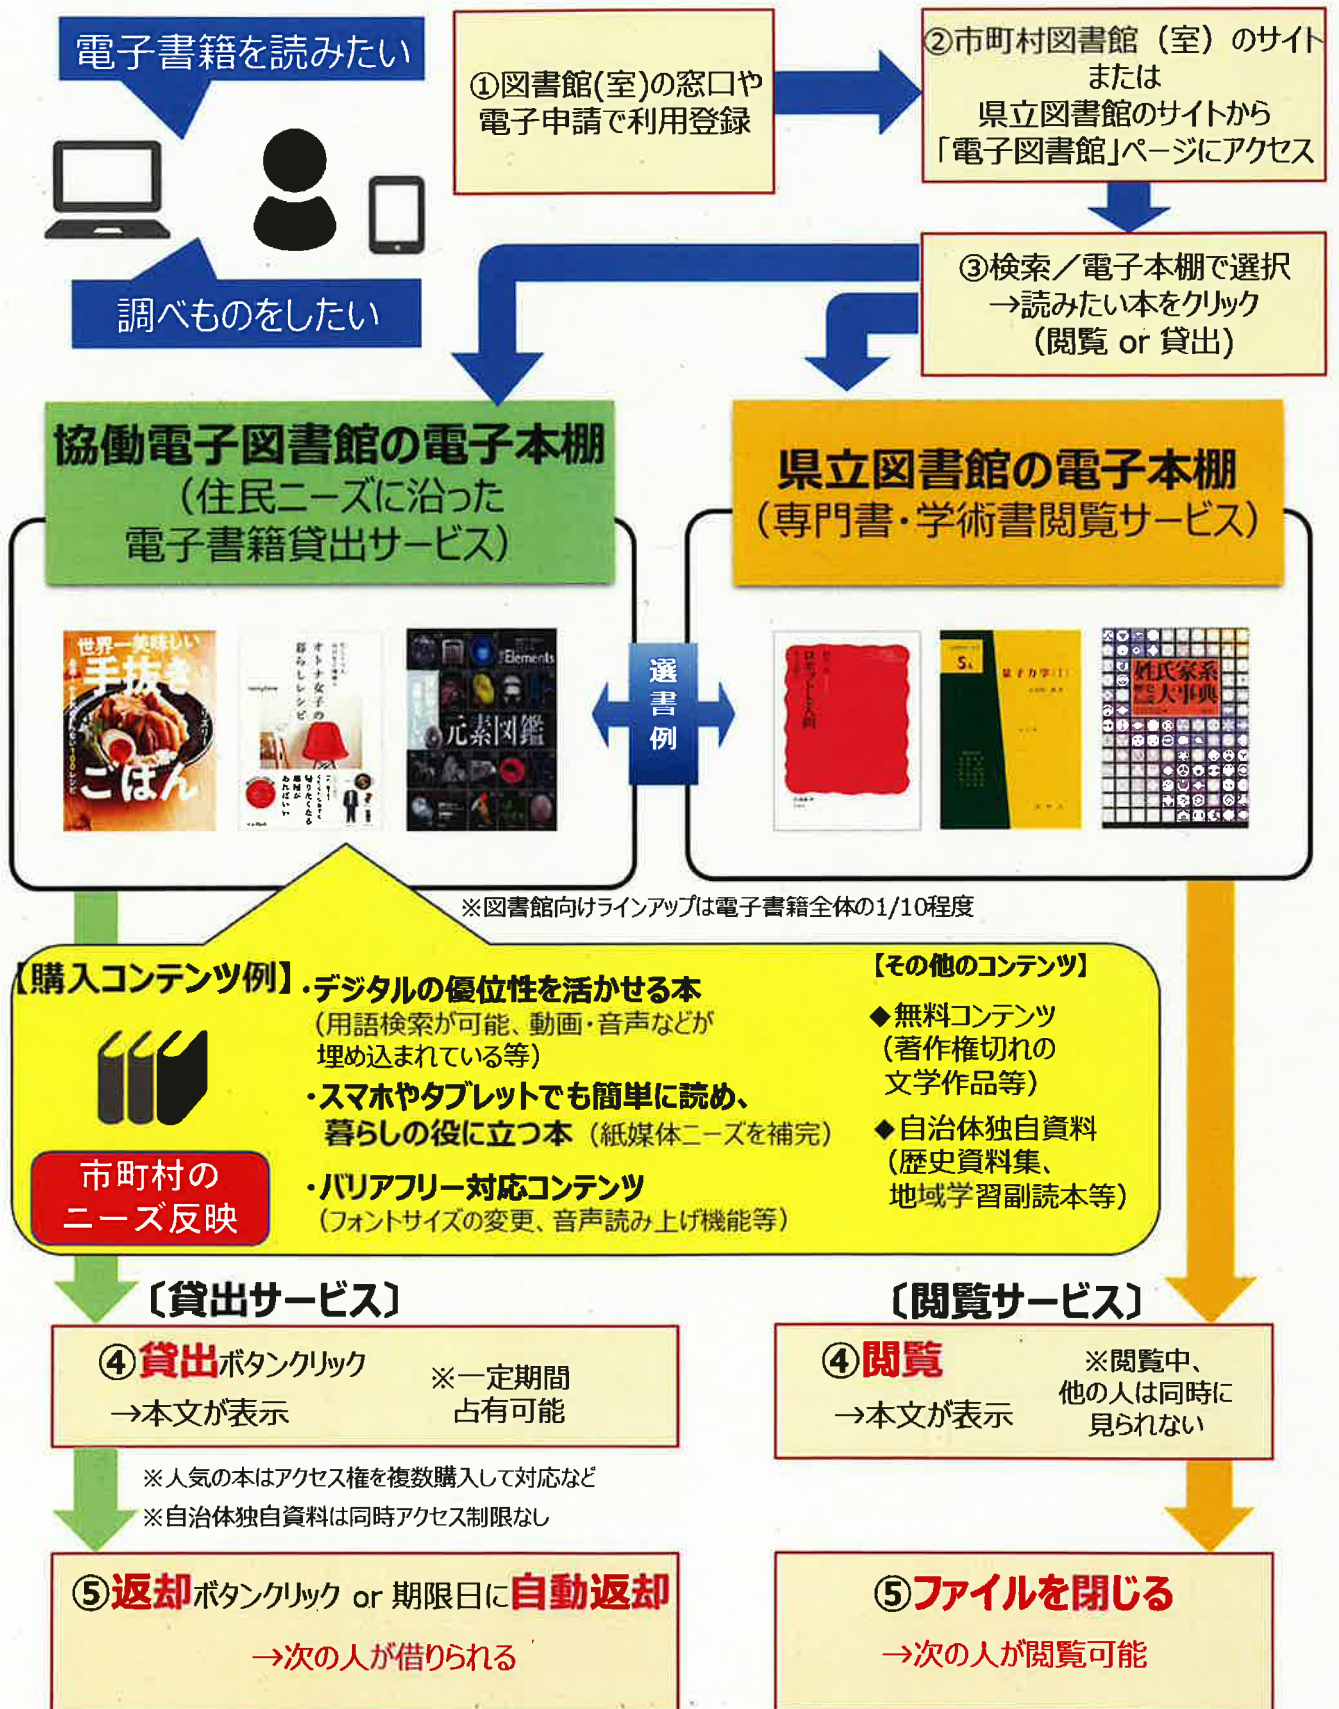 電子書籍を読みたい
調べものをしたい
①図書館(室)の窓口や
電子申請で利用登録
②市町村図書館（室）のサイト
または
県立図書館のサイトから
「電子図書館」ページにアクセス
③検索／電子本棚で選択
→読みたい本をクリック
(閲覧 or 貸出)
協働電子図書館の電子本棚
（住民ニーズに沿った
電子書籍貸出サービス）
県立図書館の電子本棚
（専門書・学術書閲覧サービス）
世界一美味しい
手抜き
ごはん
オトナ女子の
暮らしレシピ
Elements
元素図鑑
選書例
ロボットと人間
5A
量子力学(I)
姓氏家系
大事典
※図書館向けラインアップは電子書籍全体の1/10程度
【購入コンテンツ例】
市町村の
ニーズ反映
・デジタルの優位性を活かせる本
（用語検索が可能、動画・音声などが
埋め込まれている等）
・スマホやタブレットでも簡単に読め、
暮らしの役に立つ本（紙媒体ニーズを補完）
・バリアフリー対応コンテンツ
（フォントサイズの変更、音声読み上げ機能等）
【その他のコンテンツ】
◆無料コンテンツ
（著作権切れの
文学作品等）
◆自治体独自資料
（歴史資料集、
地域学習副読本等）
〔貸出サービス〕
④貸出ボタンクリック
→本文が表示
※一定期間
占有可能
※人気の本はアクセス権を複数購入して対応など
※自治体独自資料は同時アクセス制限なし
⑤返却ボタンクリック or 期限日に自動返却
→次の人が借りられる
〔閲覧サービス〕
④閲覧
→本文が表示
※閲覧中、
他の人は同時に
見られない
⑤ファイルを閉じる
→次の人が閲覧可能